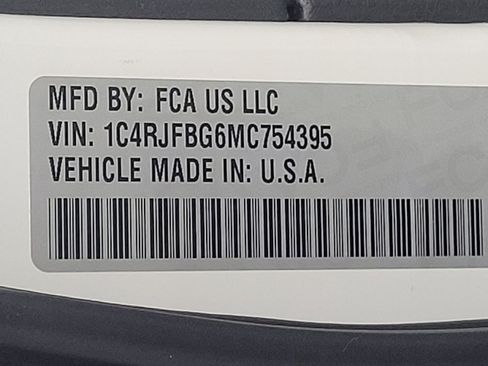 MFD BY: FCA US LLC
VIN: 1C4RJFBG6MC754395
VEHICLE MADE IN: U.S.A.